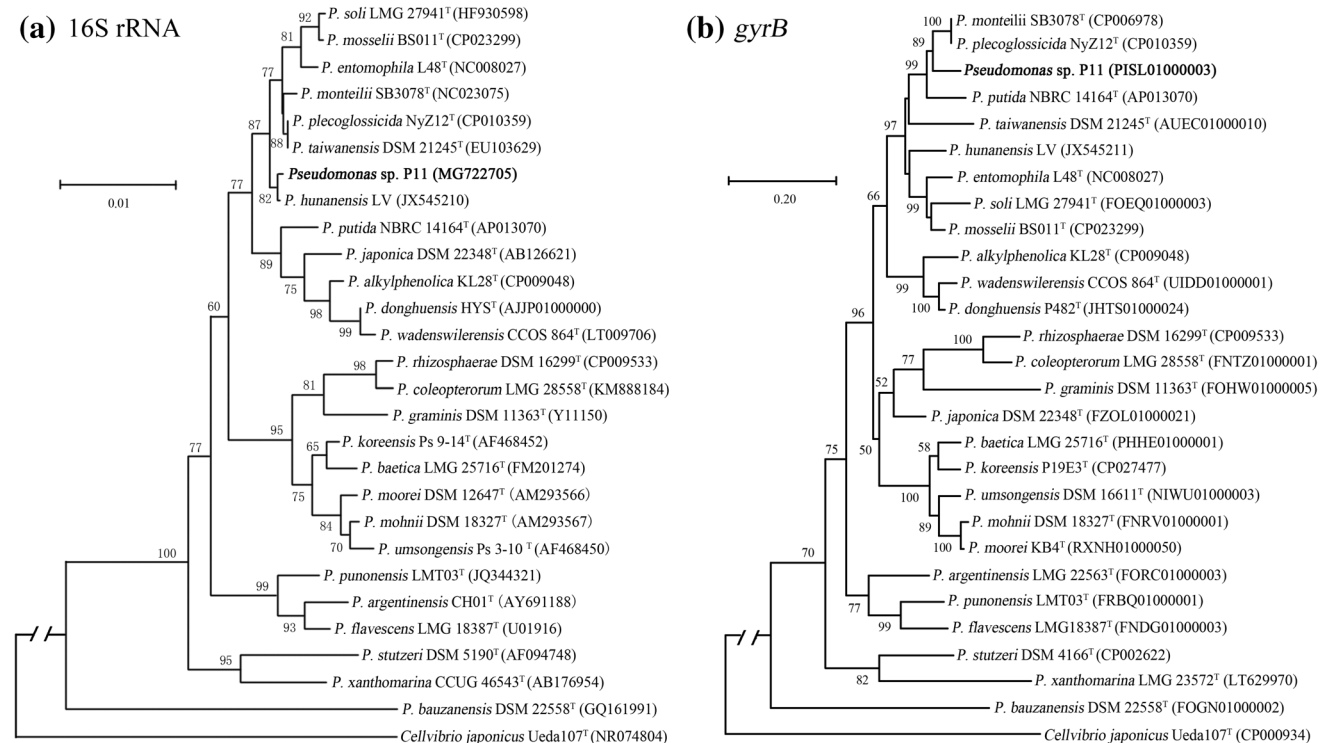 (a) 16S rRNA
0.01
P. soli LMG 27941ᵀ (HF930598)
P. mosselii BS011ᵀ (CP023299)
P. entomophila L48ᵀ (NC008027)
P. monteilii SB3078ᵀ (NC023075)
P. plecoglossicida NyZ12ᵀ (CP010359)
P. taiwanensis DSM 21245ᵀ (EU103629)
Pseudomonas sp. P11 (MG722705)
P. hunanensis LV (JX545210)
P. putida NBRC 14164ᵀ (AP013070)
P. japonica DSM 22348ᵀ (AB126621)
P. alkylphenolica KL28ᵀ (CP009048)
P. donghuensis HYSᵀ (AJJP01000000)
P. wadenswilerensis CCOS 864ᵀ (LT009706)
P. rhizosphaerae DSM 16299ᵀ (CP009533)
P. coleopterorum LMG 28558ᵀ (KM888184)
P. graminis DSM 11363ᵀ (Y11150)
P. koreensis Ps 9-14ᵀ (AF468452)
P. baetica LMG 25716ᵀ (FM201274)
P. moorei DSM 12647ᵀ (AM293566)
P. mohnii DSM 18327ᵀ (AM293567)
P. umsongensis Ps 3-10 ᵀ (AF468450)
P. punonensis LMT03ᵀ (JQ344321)
P. argentinensis CH01ᵀ (AY691188)
P. flavescens LMG 18387ᵀ (U01916)
P. stutzeri DSM 5190ᵀ (AF094748)
P. xanthomarina CCUG 46543ᵀ (AB176954)
P. bauzanensis DSM 22558ᵀ (GQ161991)
Cellvibrio japonicus Ueda107ᵀ (NR074804)
92
81
77
87
88
82
77
89
75
98
99
60
98
81
95
65
75
84
70
77
99
93
100
95
(b) gyrB
0.20
P. monteilii SB3078ᵀ (CP006978)
P. plecoglossicida NyZ12ᵀ (CP010359)
Pseudomonas sp. P11 (PISL01000003)
P. putida NBRC 14164ᵀ (AP013070)
P. taiwanensis DSM 21245ᵀ (AUEC01000010)
P. hunanensis LV (JX545211)
P. entomophila L48ᵀ (NC008027)
P. soli LMG 27941ᵀ (FOEQ01000003)
P. mosselii BS011ᵀ (CP023299)
P. alkylphenolica KL28ᵀ (CP009048)
P. wadenswilerensis CCOS 864ᵀ (UIDD01000001)
P. donghuensis P482ᵀ (JHTS01000024)
P. rhizosphaerae DSM 16299ᵀ (CP009533)
P. coleopterorum LMG 28558ᵀ (FNTZ01000001)
P. graminis DSM 11363ᵀ (FOHW01000005)
P. japonica DSM 22348ᵀ (FZOL01000021)
P. baetica LMG 25716ᵀ (PHHE01000001)
P. koreensis P19E3ᵀ (CP027477)
P. umsongensis DSM 16611ᵀ (NIWU01000003)
P. mohnii DSM 18327ᵀ (FNRV01000001)
P. moorei KB4ᵀ (RXNH01000050)
P. argentinensis LMG 22563ᵀ (FORC01000003)
P. punonensis LMT03ᵀ (FRBQ01000001)
P. flavescens LMG18387ᵀ (FNDG01000003)
P. stutzeri DSM 4166ᵀ (CP002622)
P. xanthomarina LMG 23572ᵀ (LT629970)
P. bauzanensis DSM 22558ᵀ (FOGN01000002)
Cellvibrio japonicus Ueda107ᵀ (CP000934)
100
89
99
97
99
66
99
100
96
100
77
52
50
58
100
89
100
75
77
99
70
82